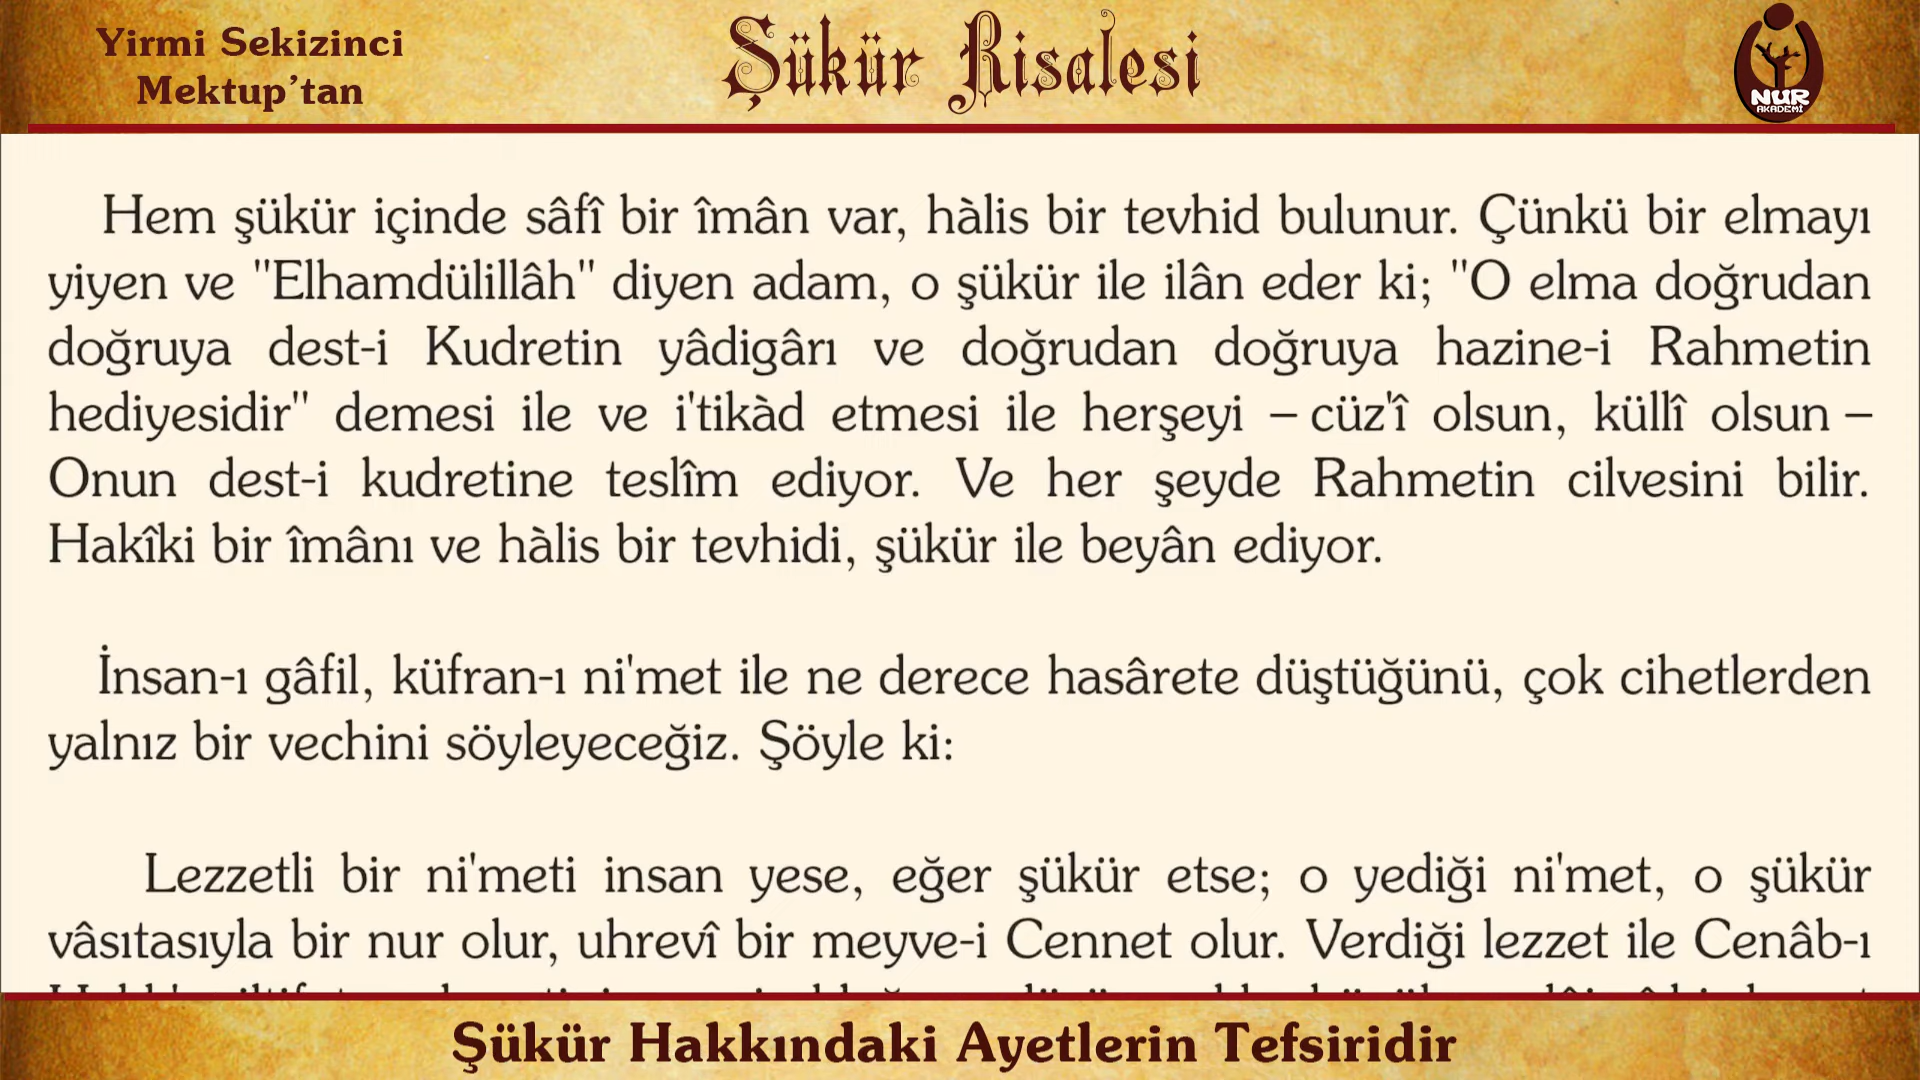 Yirmi Sekizinci
Mektup’tan
Şükür Risalesi
NUR
AKADEMİ
Hem şükür içinde sâfî bir îmân var, hàlis bir tevhid bulunur. Çünkü bir elmayı
yiyen ve "Elhamdülillâh" diyen adam, o şükür ile ilân eder ki; "O elma doğrudan
doğruya dest-i Kudretin yâdigârı ve doğrudan doğruya hazine-i Rahmetin
hediyesidir" demesi ile ve i'tikàd etmesi ile herşeyi – cüz'î olsun, küllî olsun –
Onun dest-i kudretine teslîm ediyor. Ve her şeyde Rahmetin cilvesini bilir.
Hakîki bir îmânı ve hàlis bir tevhidi, şükür ile beyân ediyor.
İnsan-ı gâfil, küfran-ı ni'met ile ne derece hasârete düştüğünü, çok cihetlerden
yalnız bir vechini söyleyeceğiz. Şöyle ki:
Lezzetli bir ni'meti insan yese, eğer şükür etse; o yediği ni'met, o şükür
vâsıtasıyla bir nur olur, uhrevî bir meyve-i Cennet olur. Verdiği lezzet ile Cenâb-ı
Şükür Hakkındaki Ayetlerin Tefsiridir